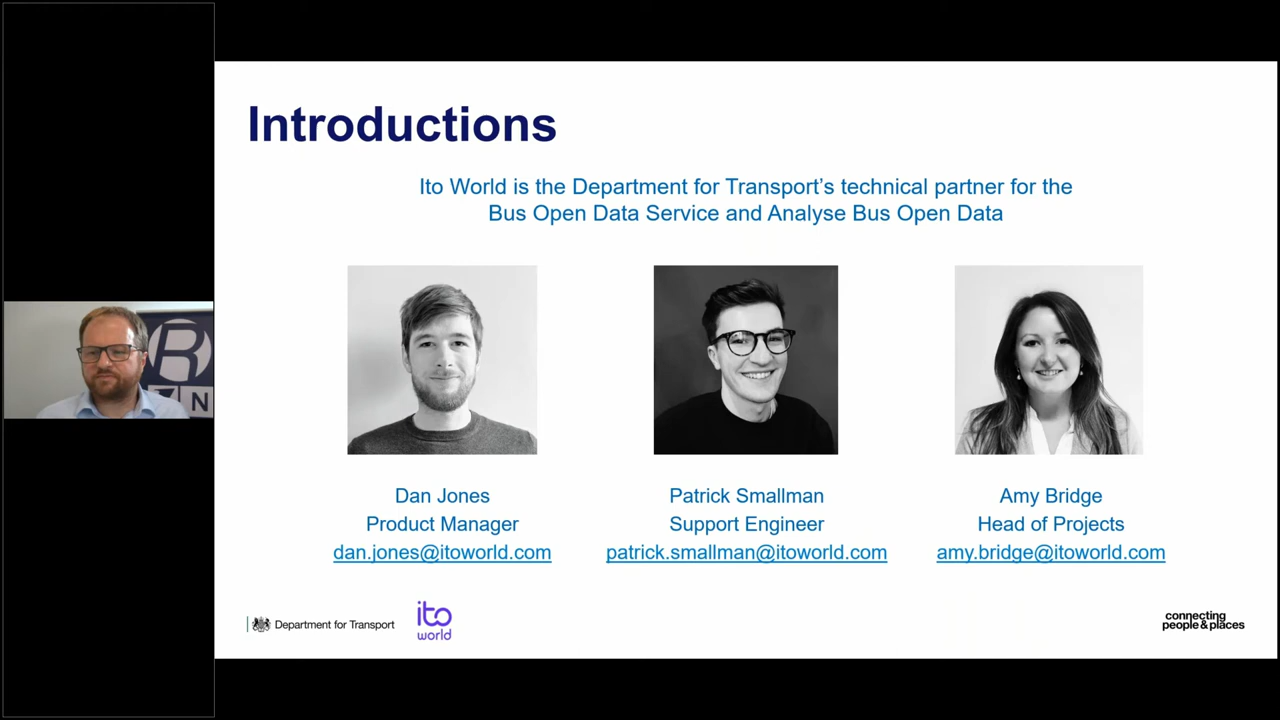 Introductions
Ito World is the Department for Transport’s technical partner for the
Bus Open Data Service and Analyse Bus Open Data
R
N
Dan Jones
Product Manager
dan.jones@itoworld.com
Patrick Smallman
Support Engineer
patrick.smallman@itoworld.com
Amy Bridge
Head of Projects
amy.bridge@itoworld.com
Department for Transport
ito
world
connecting
people&places